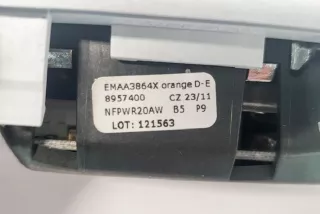 EMAA3864X orange D-E
8957400 CZ 23/11
NFPWR20AW B5 P9
LOT: 121563